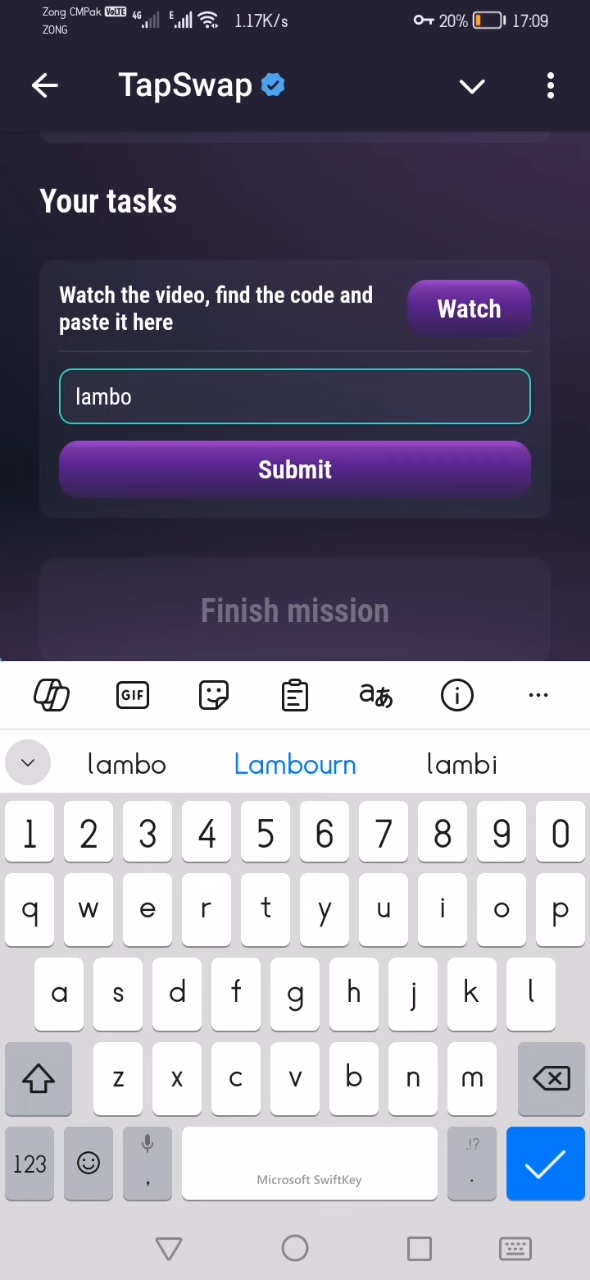 Zong CMPak VoLTE 4G E 1.17K/s 20% 17:09
ZONG
TapSwap
Your tasks
Watch the video, find the code and
paste it here
Watch
lambo
Submit
Finish mission
GIF aあ
lambo Lambourn lambi
1 2 3 4 5 6 7 8 9 0
q w e r t y u i o p
a s d f g h j k l
z x c v b n m
123 , Microsoft SwiftKey .!? .